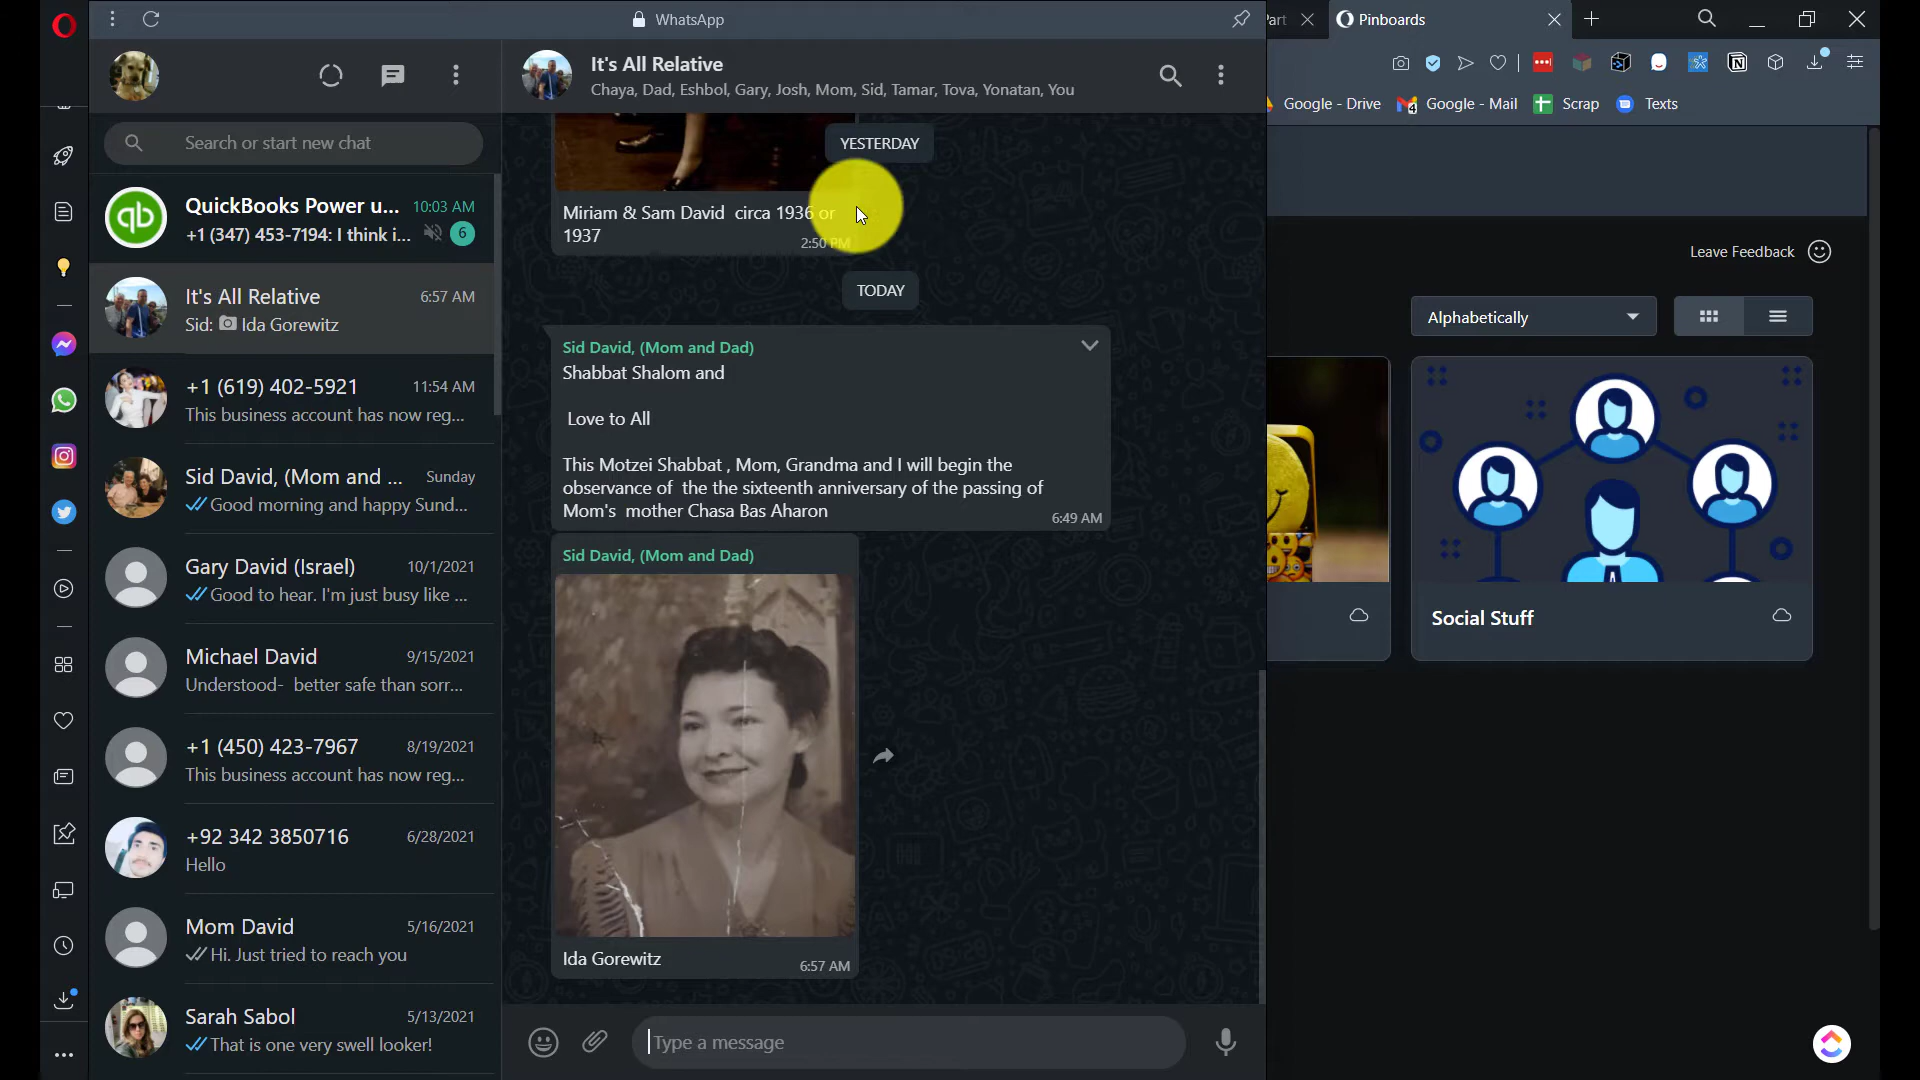 WhatsApp
It's All Relative
Chaya, Dad, Eshbol, Gary, Josh, Mom, Sid, Tamar, Tova, Yonatan, You
Search or start new chat
QuickBooks Power u... 10:03 AM
+1 (347) 453-7194: I think i... 6
It's All Relative 6:57 AM
Sid: Ida Gorewitz
+1 (619) 402-5921 11:54 AM
This business account has now reg...
Sid David, (Mom and ... Sunday
Good morning and happy Sund...
Gary David (Israel) 10/1/2021
Good to hear. I'm just busy like ...
Michael David 9/15/2021
Understood- better safe than sorr...
+1 (450) 423-7967 8/19/2021
This business account has now reg...
+92 342 3850716 6/28/2021
Hello
Mom David 5/16/2021
Hi. Just tried to reach you
Sarah Sabol 5/13/2021
That is one very swell looker!
YESTERDAY
Miriam & Sam David circa 1936 or
1937
2:50 PM
TODAY
Sid David, (Mom and Dad)
Shabbat Shalom and
Love to All
This Motzei Shabbat , Mom, Grandma and I will begin the
observance of the the sixteenth anniversary of the passing of
Mom's mother Chasa Bas Aharon
6:49 AM
Sid David, (Mom and Dad)
Ida Gorewitz
6:57 AM
Type a message
Part
Pinboards
Google - Drive
4
Google - Mail
Scrap
Texts
Leave Feedback
Alphabetically
Social Stuff
qb